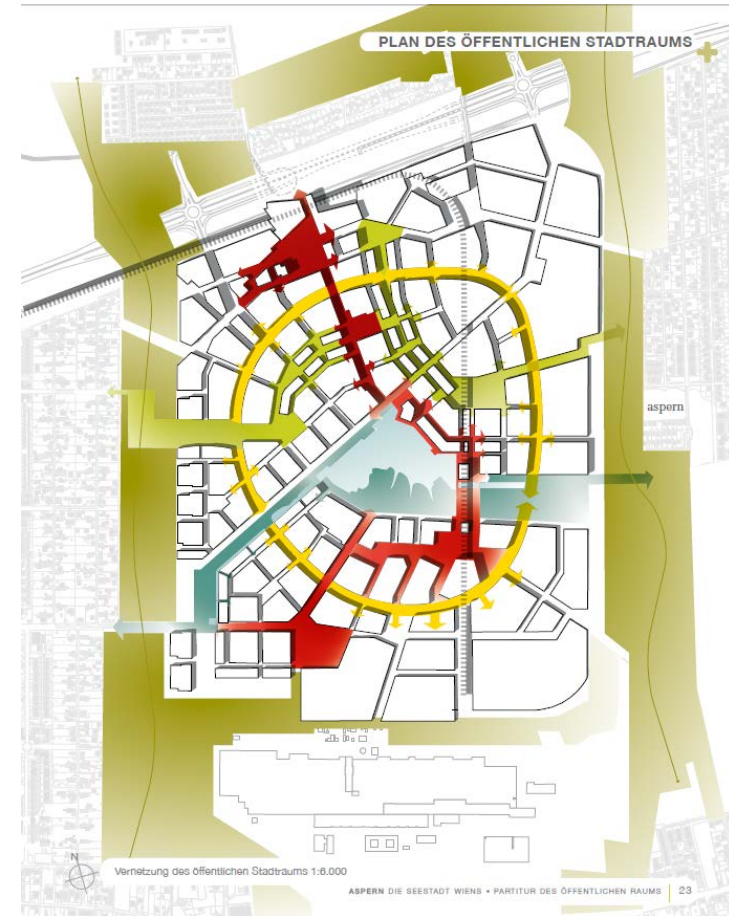 PLAN DES ÖFFENTLICHEN STADTRAUMS
aspern
N
Vernetzung des öffentlichen Stadtraums 1:6.000
ASPERN DIE SEESTADT WIENS • PARTITUR DES ÖFFENTLICHEN RAUMS | 23